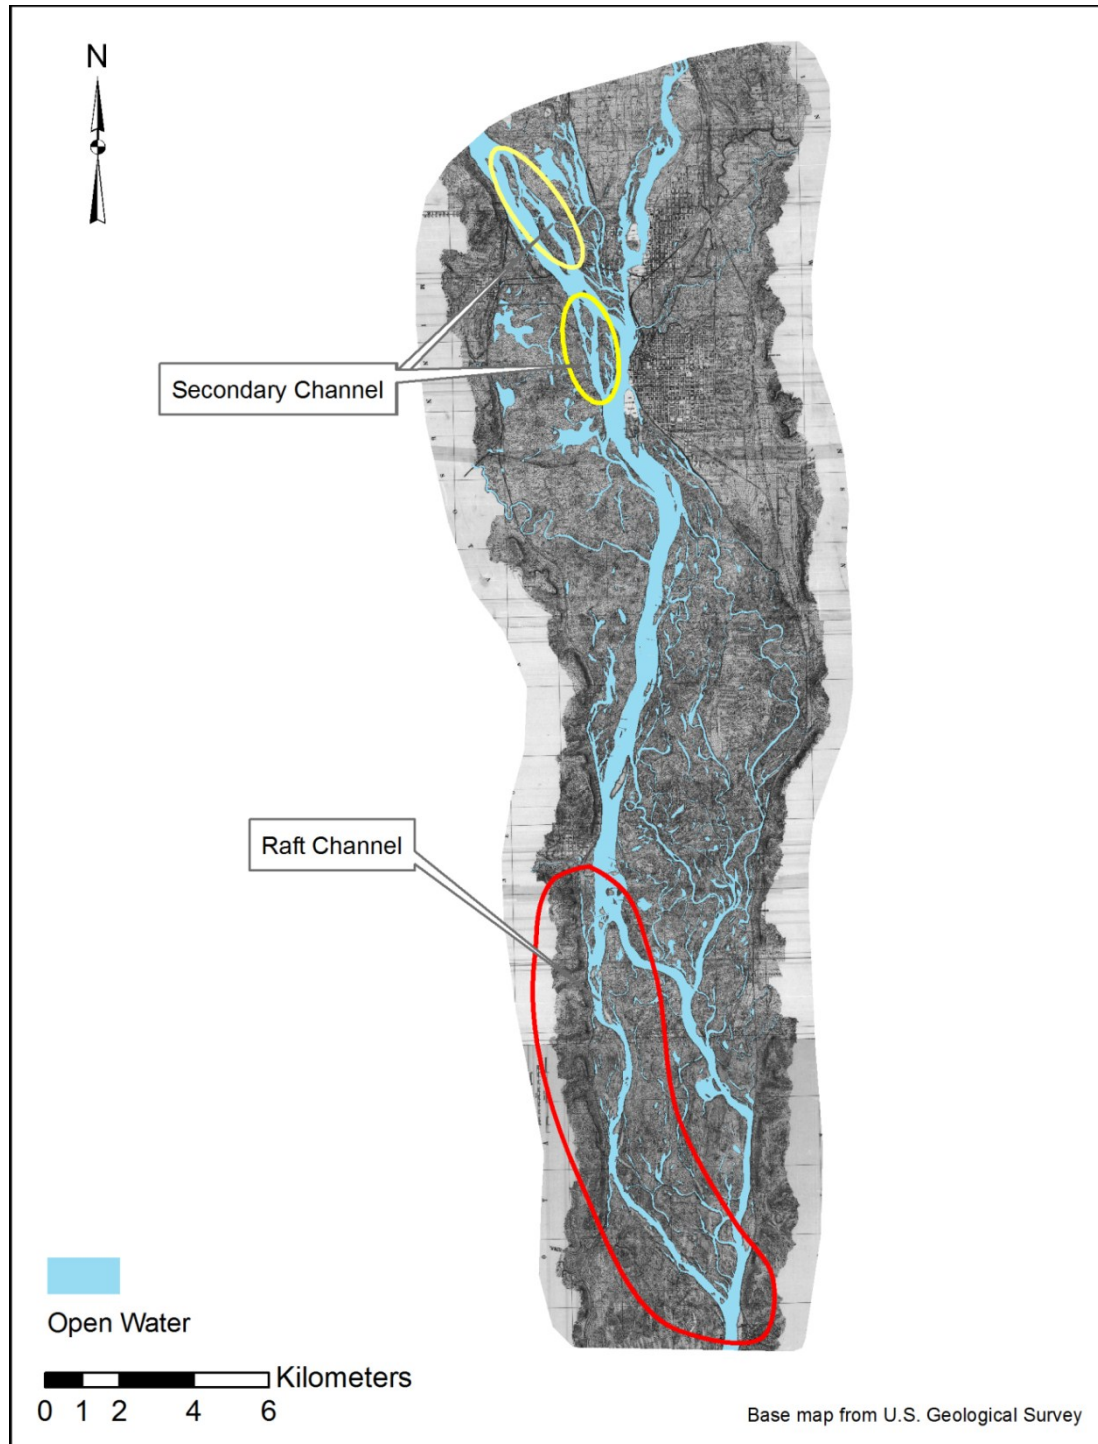 N
Secondary Channel
Raft Channel
Open Water
Kilometers
0 1 2 4 6
Base map from U.S. Geological Survey